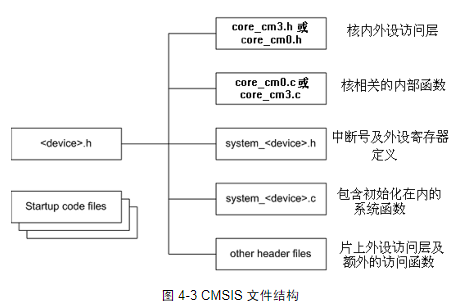 core_cm3.h 或
core_cm0.h
核内外设访问层
core_cm0.c 或
core_cm3.c
核相关的内部函数
<device>.h
system_<device>.h
中断号及外设寄存器
定义
Startup code files
system_<device>.c
包含初始化在内的
系统函数
other header files
片上外设访问层及
额外的访问函数
图 4-3 CMSIS 文件结构